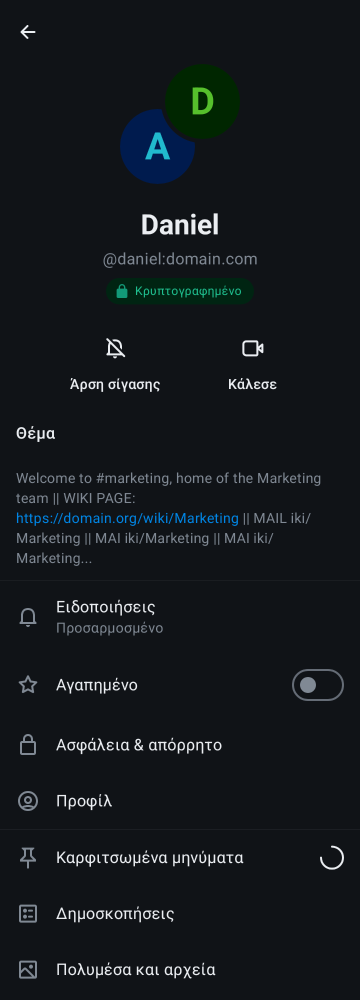 D
A
Daniel
@daniel:domain.com
Κρυπτογραφημένο
Άρση σίγασης
Κάλεσε
Θέμα
Welcome to #marketing, home of the Marketing
team || WIKI PAGE:
https://domain.org/wiki/Marketing || MAIL iki/
Marketing || MAI iki/Marketing || MAI iki/
Marketing...
Ειδοποιήσεις
Προσαρμοσμένο
Αγαπημένο
Ασφάλεια & απόρρητο
Προφίλ
Καρφιτσωμένα μηνύματα
Δημοσκοπήσεις
Πολυμέσα και αρχεία